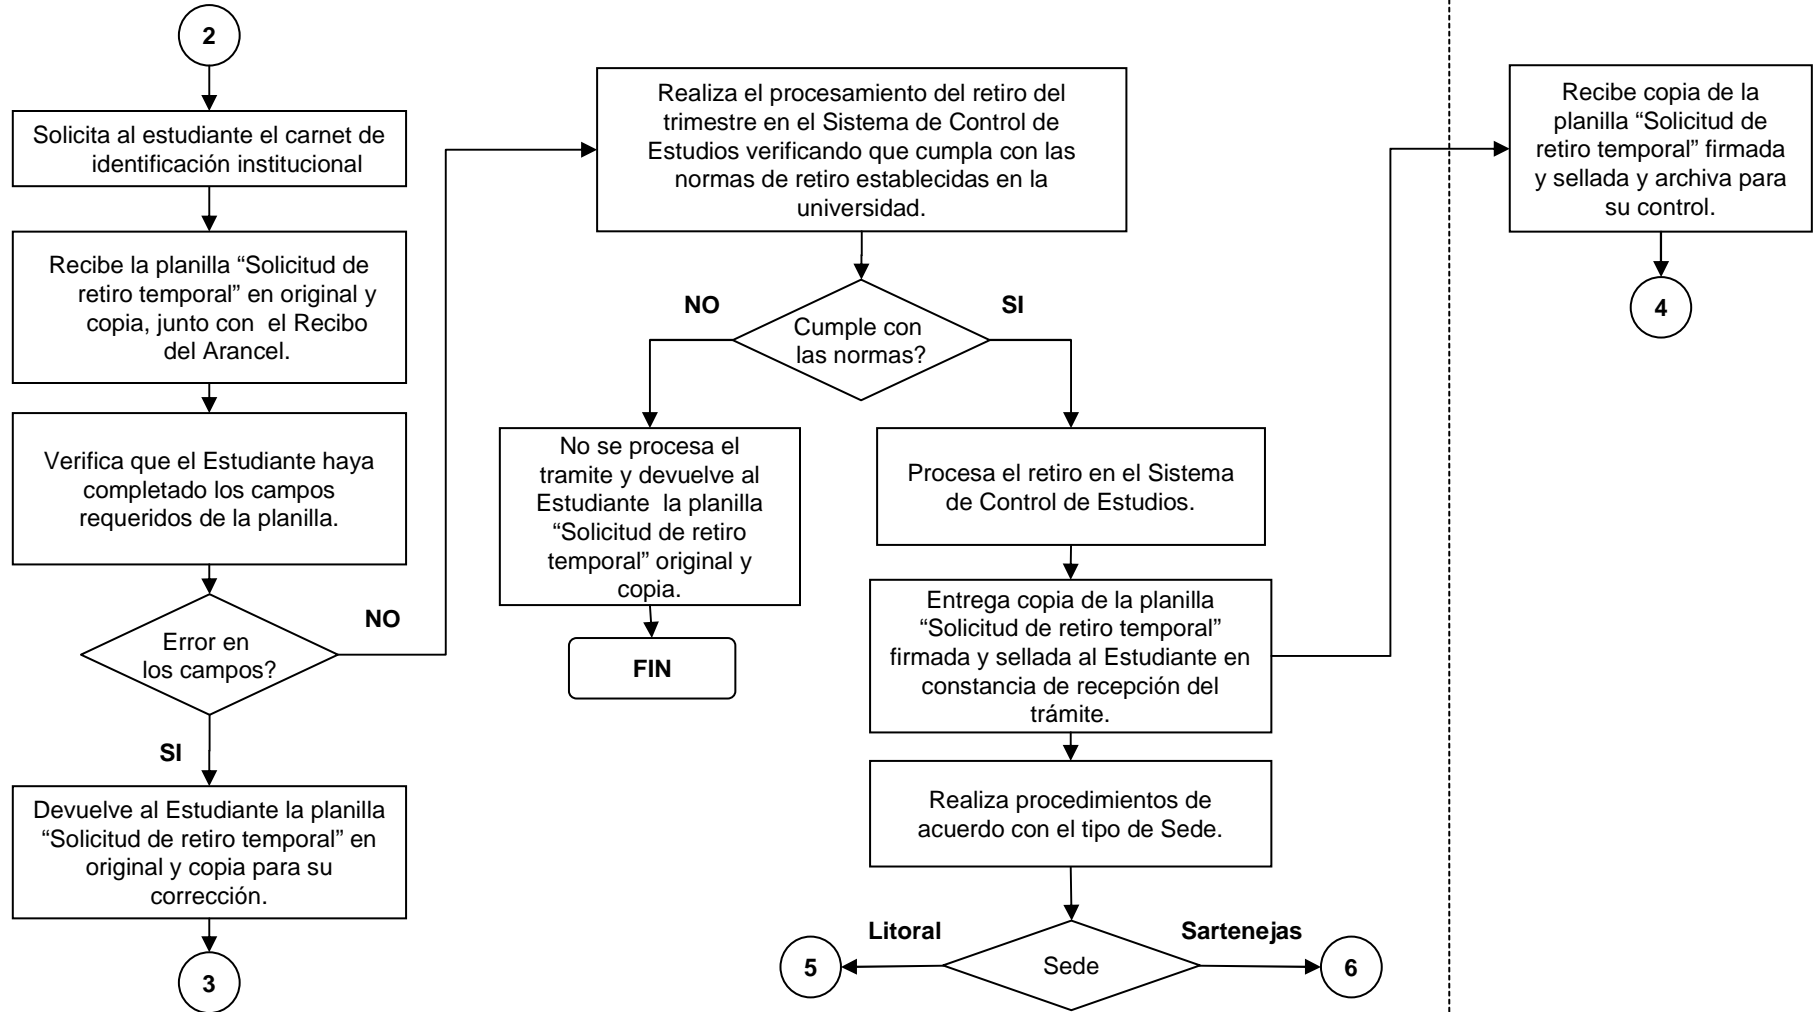 2
Solicita al estudiante el carnet de
identificación institucional
Recibe la planilla “Solicitud de
retiro temporal” en original y
copia, junto con el Recibo
del Arancel.
Verifica que el Estudiante haya
completado los campos
requeridos de la planilla.
Error en
los campos?
NO
SI
Devuelve al Estudiante la planilla
“Solicitud de retiro temporal” en
original y copia para su
corrección.
3
Realiza el procesamiento del retiro del
trimestre en el Sistema de Control de
Estudios verificando que cumpla con las
normas de retiro establecidas en la
universidad.
NO
SI
Cumple con
las normas?
No se procesa el
tramite y devuelve al
Estudiante la planilla
“Solicitud de retiro
temporal” original y
copia.
FIN
Procesa el retiro en el Sistema
de Control de Estudios.
Entrega copia de la planilla
“Solicitud de retiro temporal”
firmada y sellada al Estudiante en
constancia de recepción del
trámite.
Realiza procedimientos de
acuerdo con el tipo de Sede.
Litoral
Sartenejas
5
Sede
6
Recibe copia de la
planilla “Solicitud de
retiro temporal” firmada
y sellada y archiva para
su control.
4